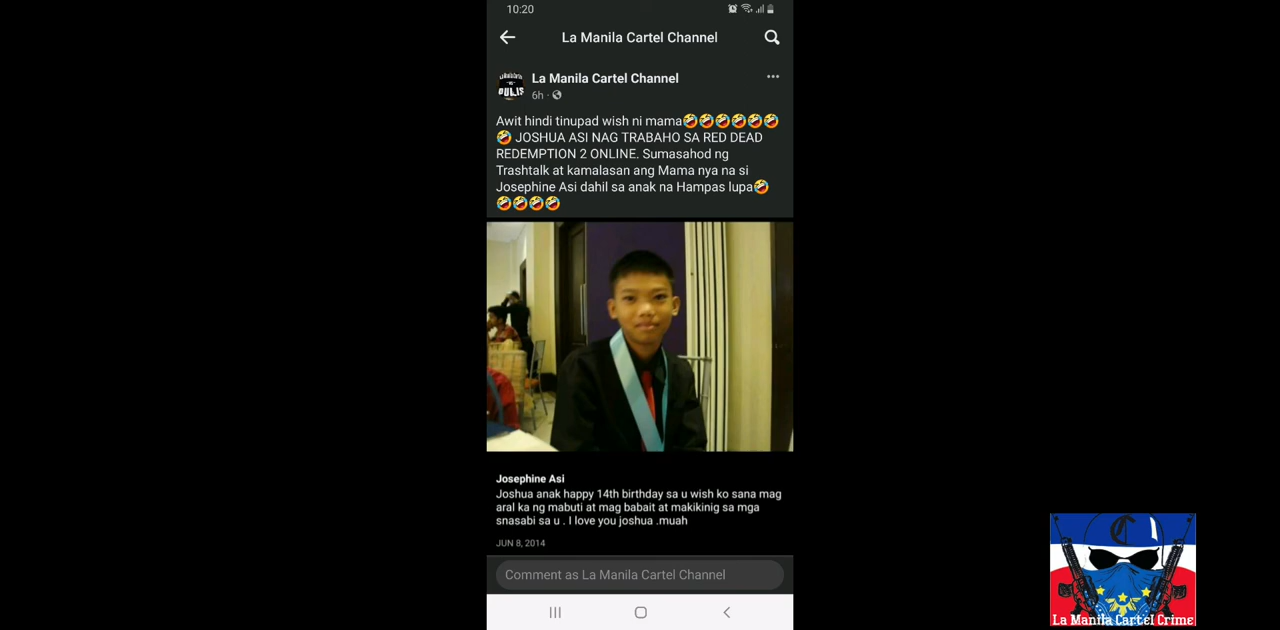 10:20
La Manila Cartel Channel
La Manila Cartel Channel
6h ·
Awit hindi tinupad wish ni mama🤣🤣🤣🤣🤣🤣
🤣 JOSHUA ASI NAG TRABAHO SA RED DEAD
REDEMPTION 2 ONLINE. Sumasahod ng
Trashtalk at kamalasan ang Mama nya na si
Josephine Asi dahil sa anak na Hampas lupa🤣
🤣🤣🤣🤣
Josephine Asi
Joshua anak happy 14th birthday sa u wish ko sana mag
aral ka ng mabuti at mag babait at makikinig sa mga
snasabi sa u . I love you joshua .muah
JUN 8, 2014
Comment as La Manila Cartel Channel
C
La Manila Cartel Crime